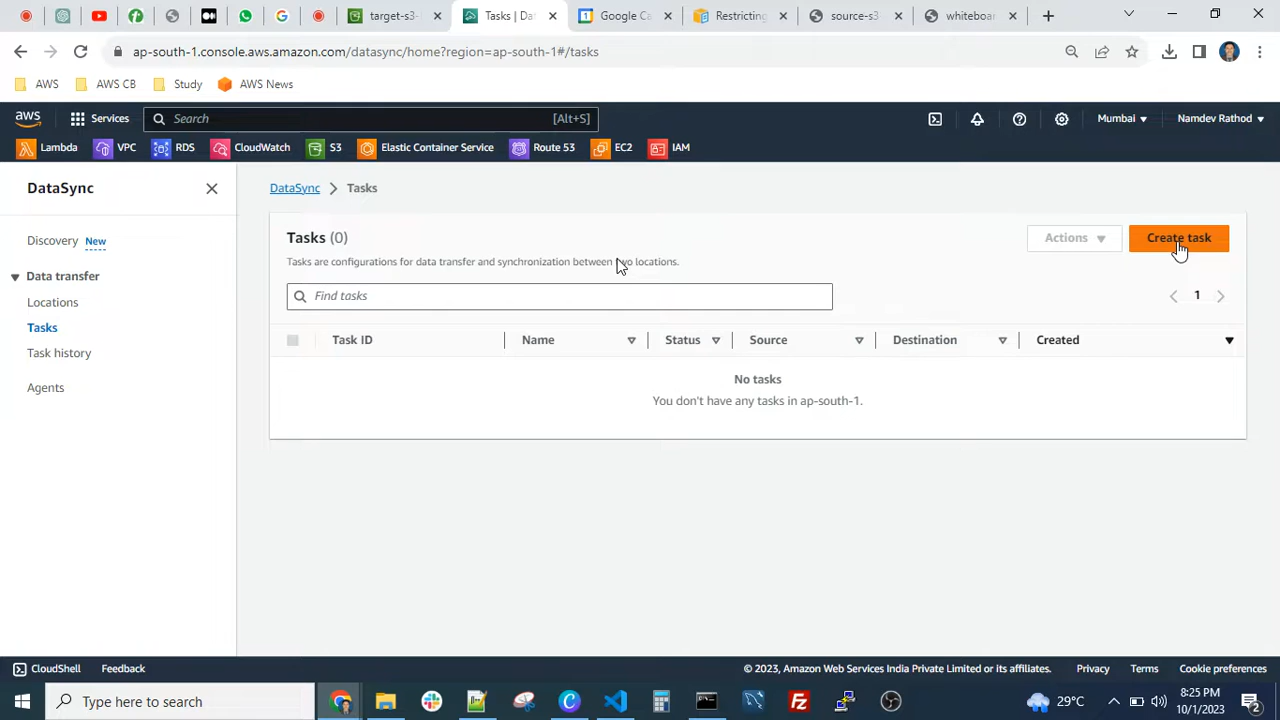 target-s3-
Tasks | Da
Google Ca
Restricting
source-s3
whiteboar
ap-south-1.console.aws.amazon.com/datasync/home?region=ap-south-1#/tasks
AWS
AWS CB
Study
AWS News
aws
Services
Search
[Alt+S]
Mumbai
Namdev Rathod
Lambda
VPC
RDS
CloudWatch
S3
Elastic Container Service
Route 53
EC2
IAM
DataSync
DataSync
Tasks
Discovery New
Data transfer
Locations
Tasks
Task history
Agents
Tasks (0)
Actions
Create task
Tasks are configurations for data transfer and synchronization between two locations.
Find tasks
1
Task ID
Name
Status
Source
Destination
Created
No tasks
You don't have any tasks in ap-south-1.
CloudShell
Feedback
© 2023, Amazon Web Services India Private Limited or its affiliates.
Privacy
Terms
Cookie preferences
Type here to search
29°C
8:25 PM
10/1/2023
2